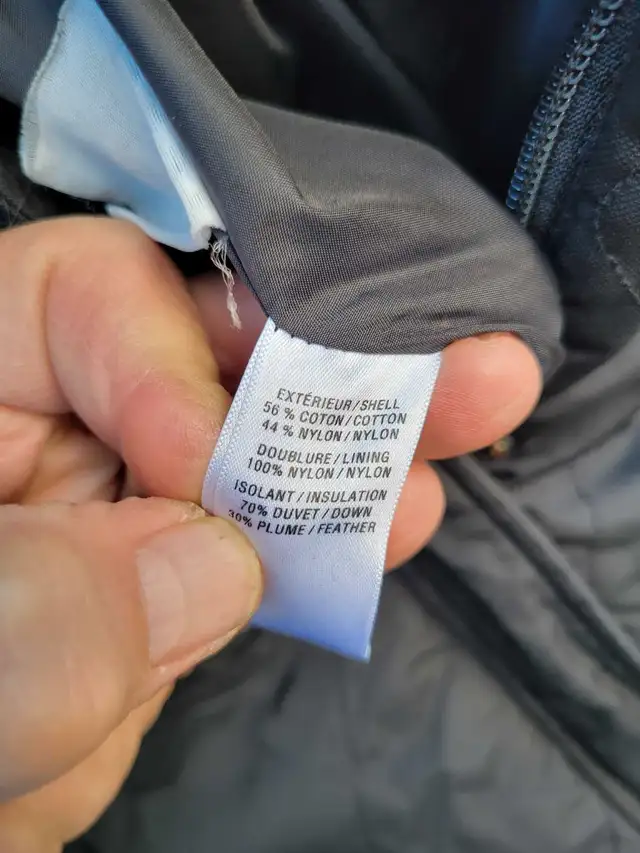 EXTÉRIEUR/SHELL
56 % COTON/COTTON
44 % NYLON/NYLON
DOUBLURE/LINING
100% NYLON/NYLON
ISOLANT/INSULATION
70% DUVET/DOWN
30% PLUME/FEATHER